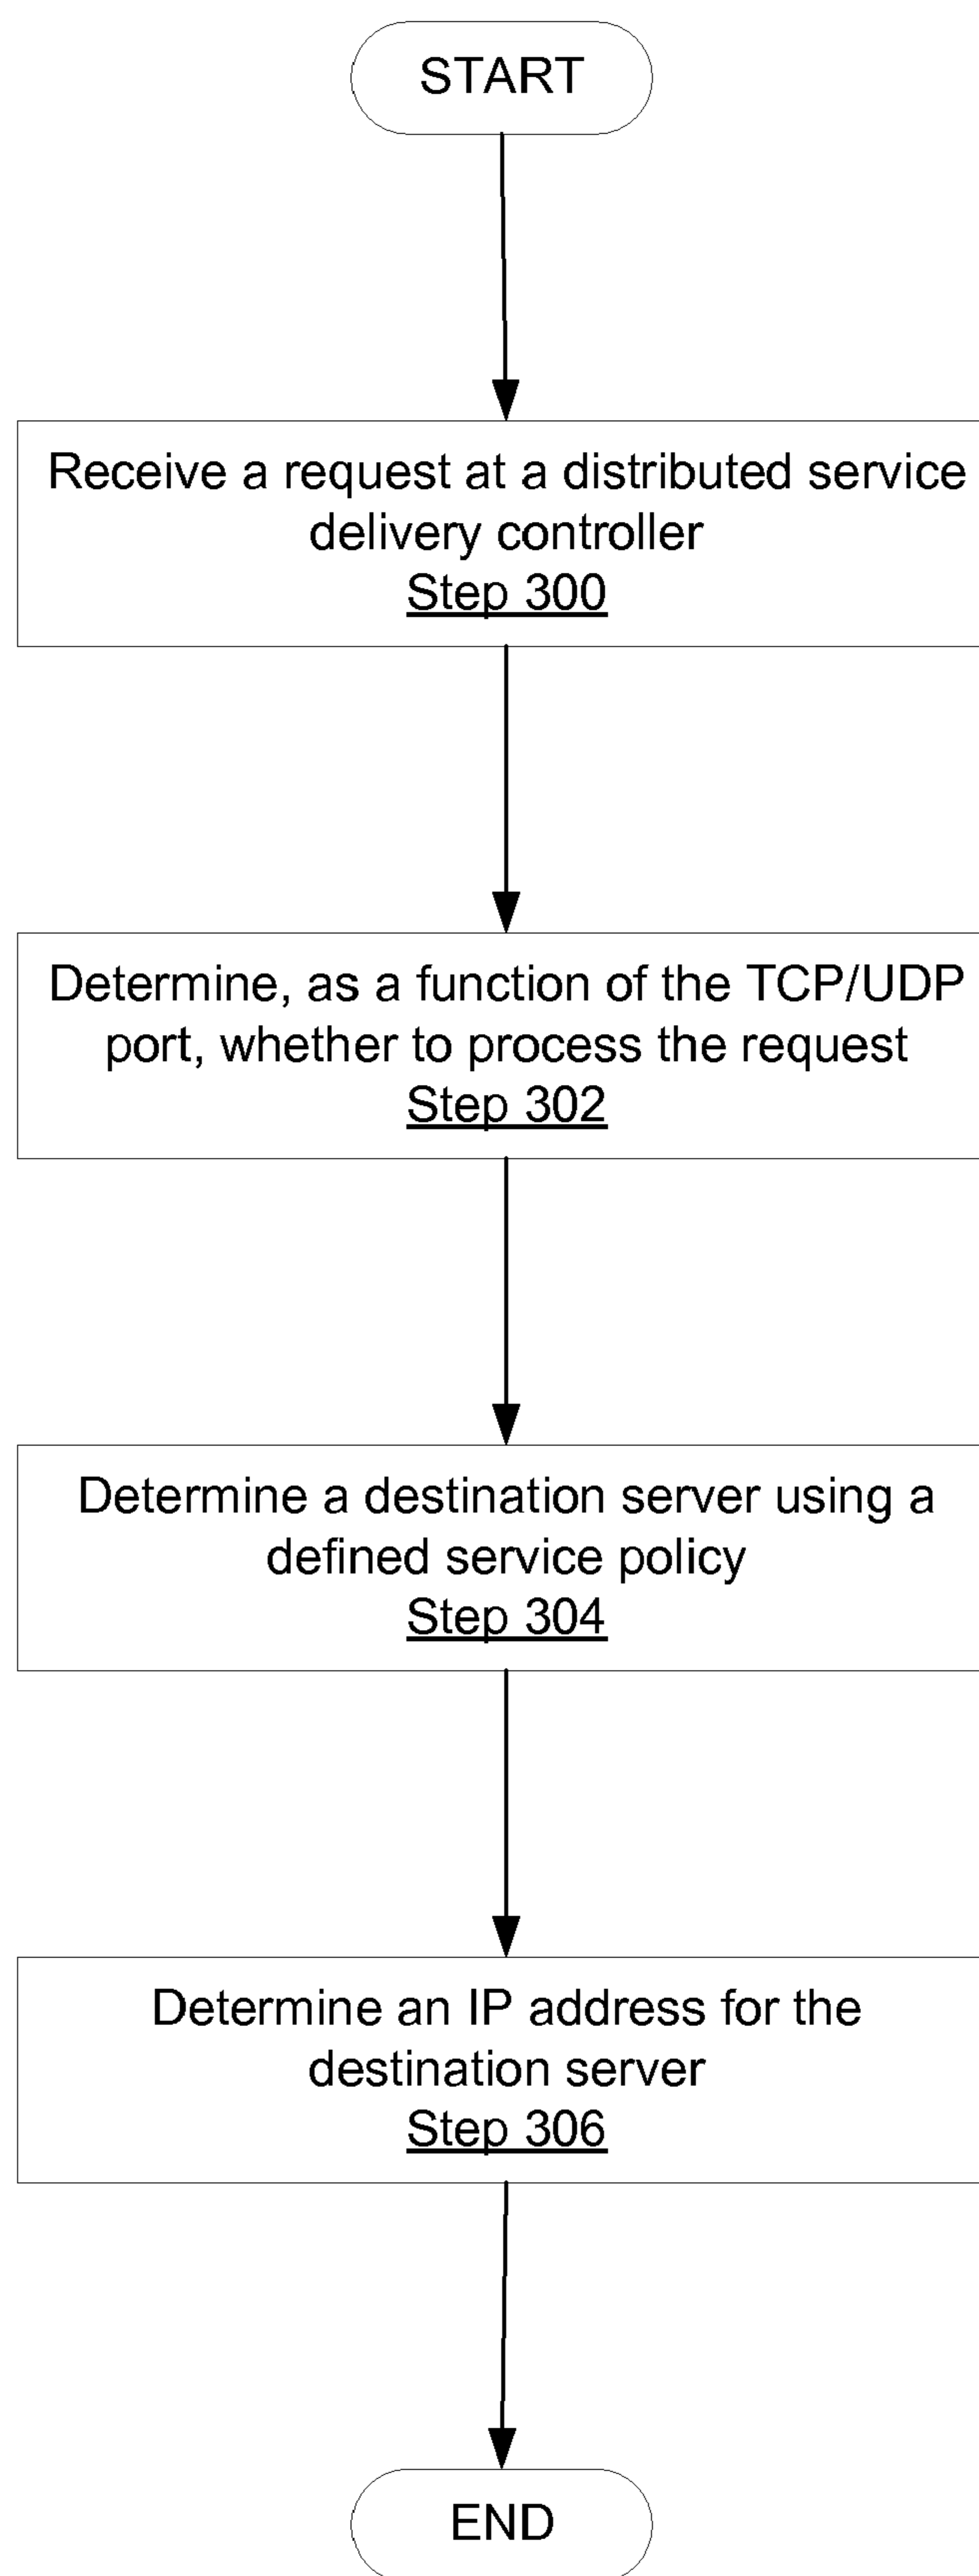 START
Receive a request at a distributed service
delivery controller
Step 300
Determine, as a function of the TCP/UDP
port, whether to process the request
Step 302
Determine a destination server using a
defined service policy
Step 304
Determine an IP address for the
destination server
Step 306
END